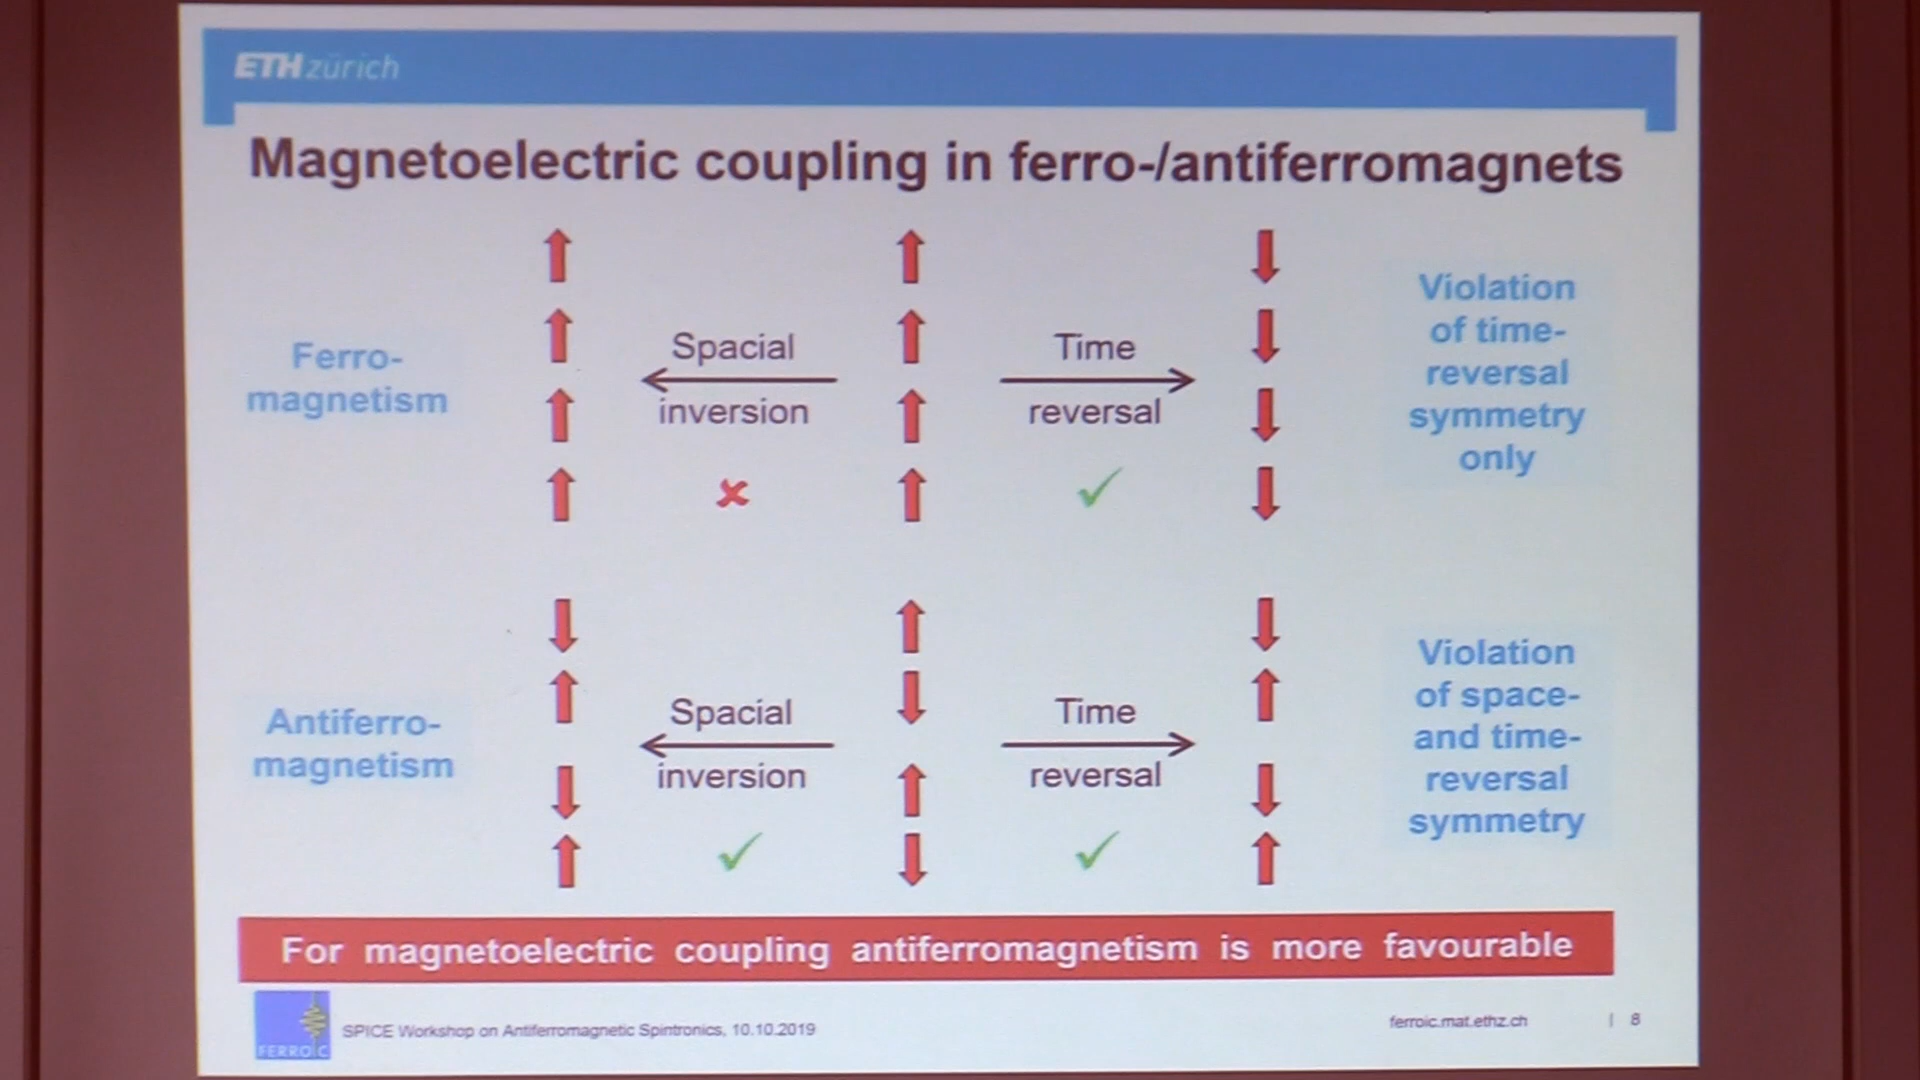 ETH zürich
Magnetoelectric coupling in ferro-/antiferromagnets
Ferro-
magnetism
Spacial
inversion
Time
reversal
Violation
of time-
reversal
symmetry
only
Antiferro-
magnetism
Spacial
inversion
Time
reversal
Violation
of space-
and time-
reversal
symmetry
For magnetoelectric coupling antiferromagnetism is more favourable
FERROIC
SPICE Workshop on Antiferromagnetic Spintronics, 10.10.2019
ferroic.mat.ethz.ch
| 8